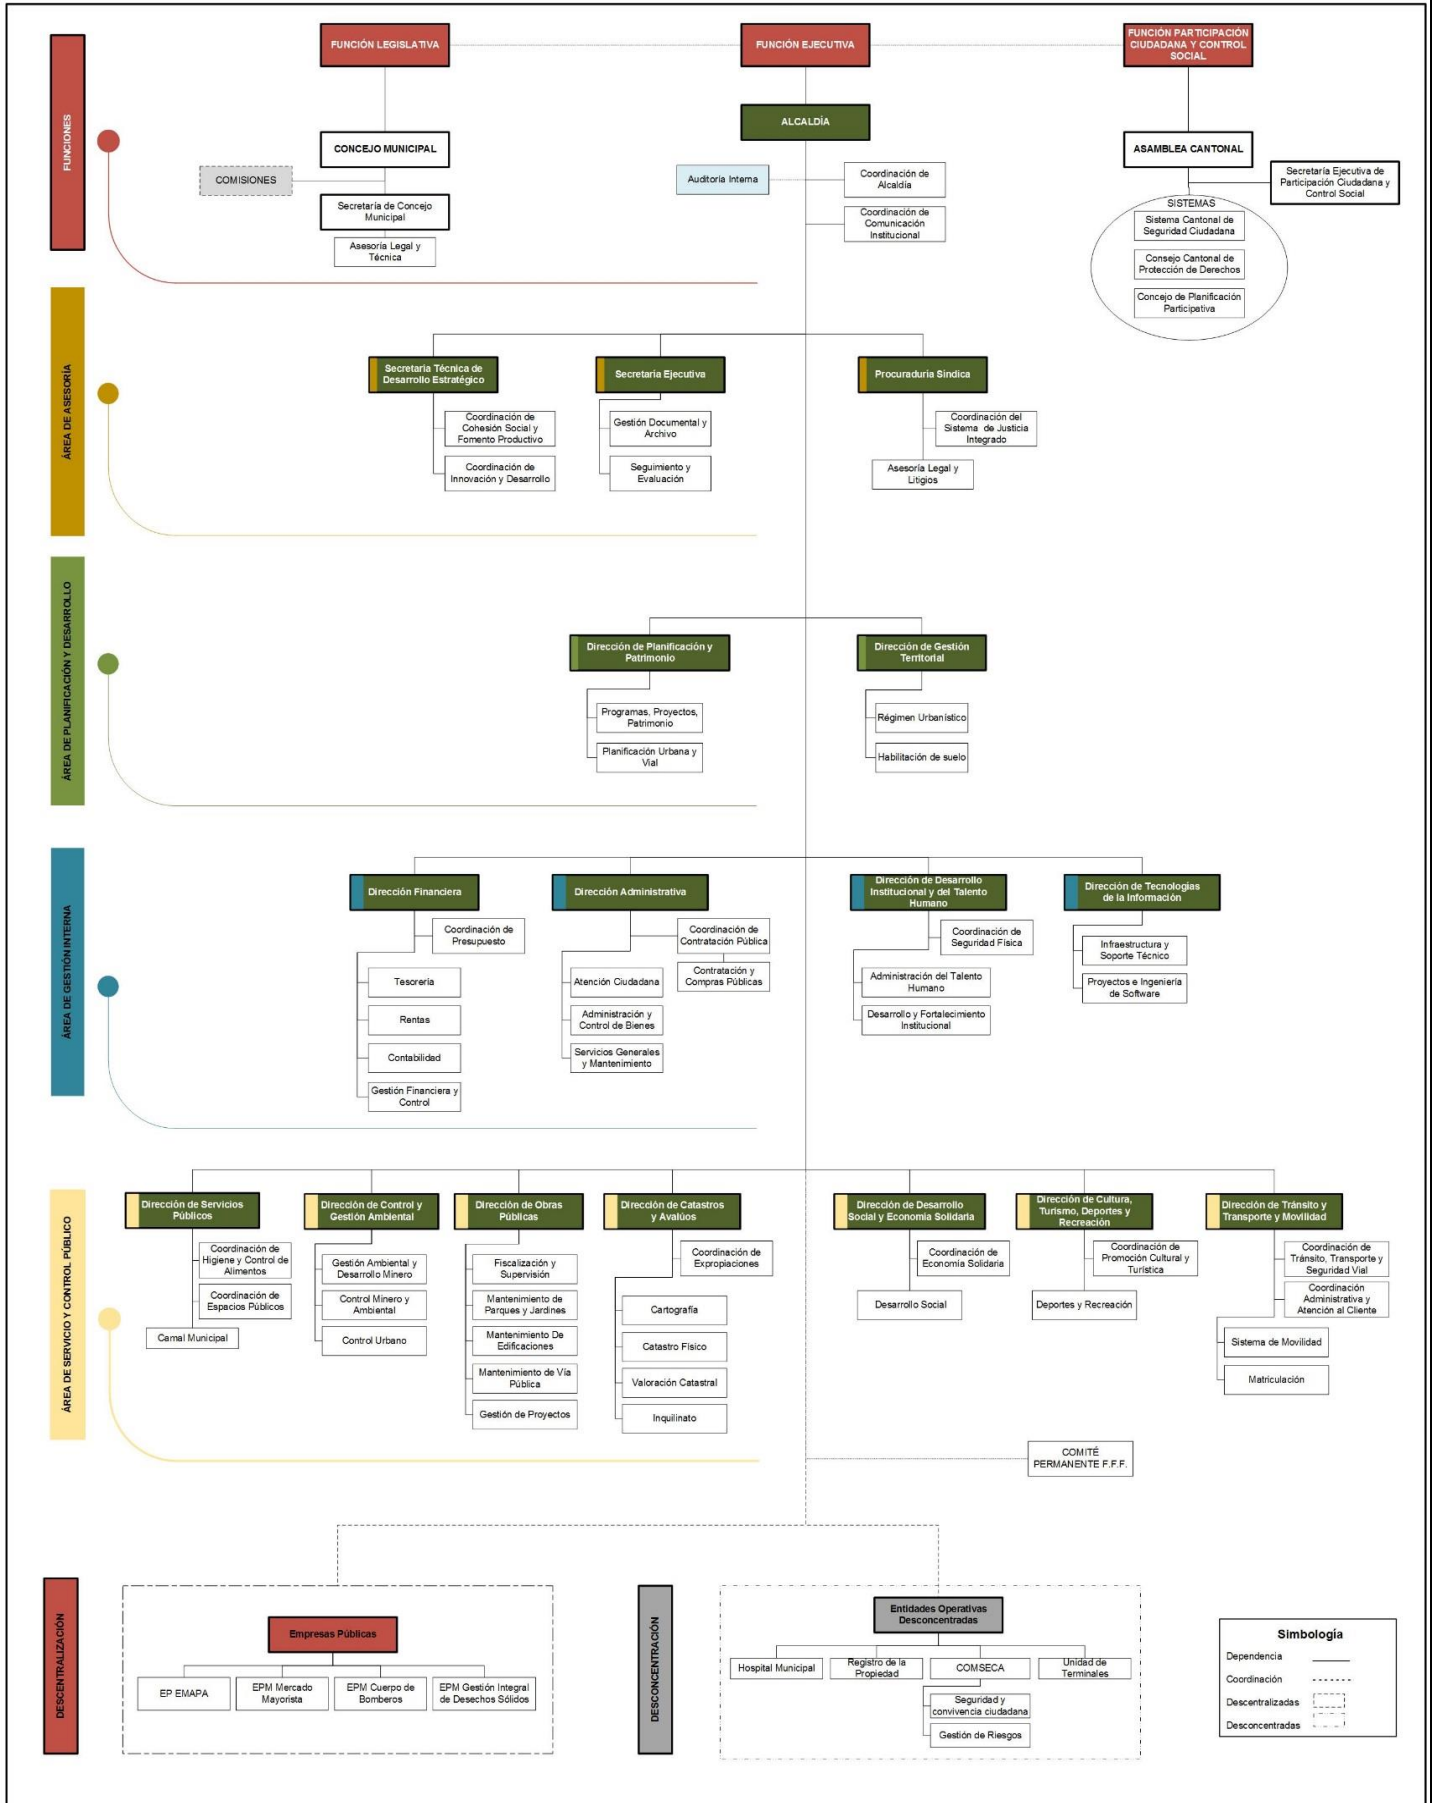 FUNCIONES
FUNCIÓN LEGISLATIVA
FUNCIÓN EJECUTIVA
FUNCIÓN PARTICIPACIÓN
CIUDADANA Y CONTROL
SOCIAL
ALCALDÍA
CONCEJO MUNICIPAL
ASAMBLEA CANTONAL
COMISIONES
Auditoría Interna
Coordinación de
Alcaldía
Secretaría Ejecutiva de
Participación Ciudadana y
Control Social
Secretaría de Concejo
Municipal
Coordinación de
Comunicación
Institucional
Asesoría Legal y
Técnica
SISTEMAS
Sistema Cantonal de
Seguridad Ciudadana
Consejo Cantonal de
Protección de Derechos
Concejo de Planificación
Participativa
ÁREA DE ASESORÍA
Secretaria Técnica de
Desarrollo Estratégico
Secretaria Ejecutiva
Procuraduria Sindica
Coordinación de
Cohesión Social y
Fomento Productivo
Coordinación de
Innovación y Desarrollo
Gestión Documental y
Archivo
Seguimiento y
Evaluación
Coordinación del
Sistema de Justicia
Integrado
Asesoría Legal y
Litigios
ÁREA DE PLANIFICACIÓN Y DESARROLLO
Dirección de Planificación y
Patrimonio
Dirección de Gestión
Territorial
Programas, Proyectos,
Patrimonio
Planificación Urbana y
Vial
Régimen Urbanístico
Habilitación de suelo
ÁREA DE GESTIÓN INTERNA
Dirección Financiera
Dirección Administrativa
Dirección de Desarrollo
Institucional y del Talento
Humano
Dirección de Tecnologías
de la Información
Coordinación de
Presupuesto
Tesorería
Rentas
Contabilidad
Gestión Financiera y
Control
Coordinación de
Contratación Pública
Contratación y
Compras Públicas
Atención Ciudadana
Administración y
Control de Bienes
Servicios Generales
y Mantenimiento
Coordinación de
Seguridad Física
Administración del Talento
Humano
Desarrollo y Fortalecimiento
Institucional
Infraestructura y
Soporte Técnico
Proyectos e Ingeniería
de Software
ÁREA DE SERVICIO Y CONTROL PÚBLICO
Dirección de Servicios
Públicos
Dirección de Control y
Gestión Ambiental
Dirección de Obras
Públicas
Dirección de Catastros
y Avalúos
Dirección de Desarrollo
Social y Economía Solidaria
Dirección de Cultura,
Turismo, Deportes y
Recreación
Dirección de Tránsito y
Transporte y Movilidad
Coordinación de
Higiene y Control de
Alimentos
Coordinación de
Espacios Públicos
Camal Municipal
Gestión Ambiental y
Desarrollo Minero
Control Minero y
Ambiental
Control Urbano
Fiscalización y
Supervisión
Mantenimiento de
Parques y Jardines
Mantenimiento De
Edificaciones
Mantenimiento de Vía
Pública
Gestión de Proyectos
Coordinación de
Expropiaciones
Cartografía
Catastro Físico
Valoración Catastral
Inquilinato
Coordinación de
Economía Solidaria
Desarrollo Social
Coordinación de
Promoción Cultural y
Turística
Deportes y Recreación
Coordinación de
Tránsito, Transporte y
Seguridad Vial
Coordinación
Administrativa y
Atención al Cliente
Sistema de Movilidad
Matriculación
COMITÉ
PERMANENTE F.F.F.
DESCENTRALIZACIÓN
Empresas Públicas
EP EMAPA
EPM Mercado
Mayorista
EPM Cuerpo de
Bomberos
EPM Gestión Integral
de Desechos Sólidos
DESCONCENTRACIÓN
Entidades Operativas
Desconcentradas
Hospital Municipal
Registro de la
Propiedad
COMSECA
Unidad de
Terminales
Seguridad y
convivencia ciudadana
Gestión de Riesgos
Simbología
Dependencia
Coordinación
Descentralizadas
Desconcentradas